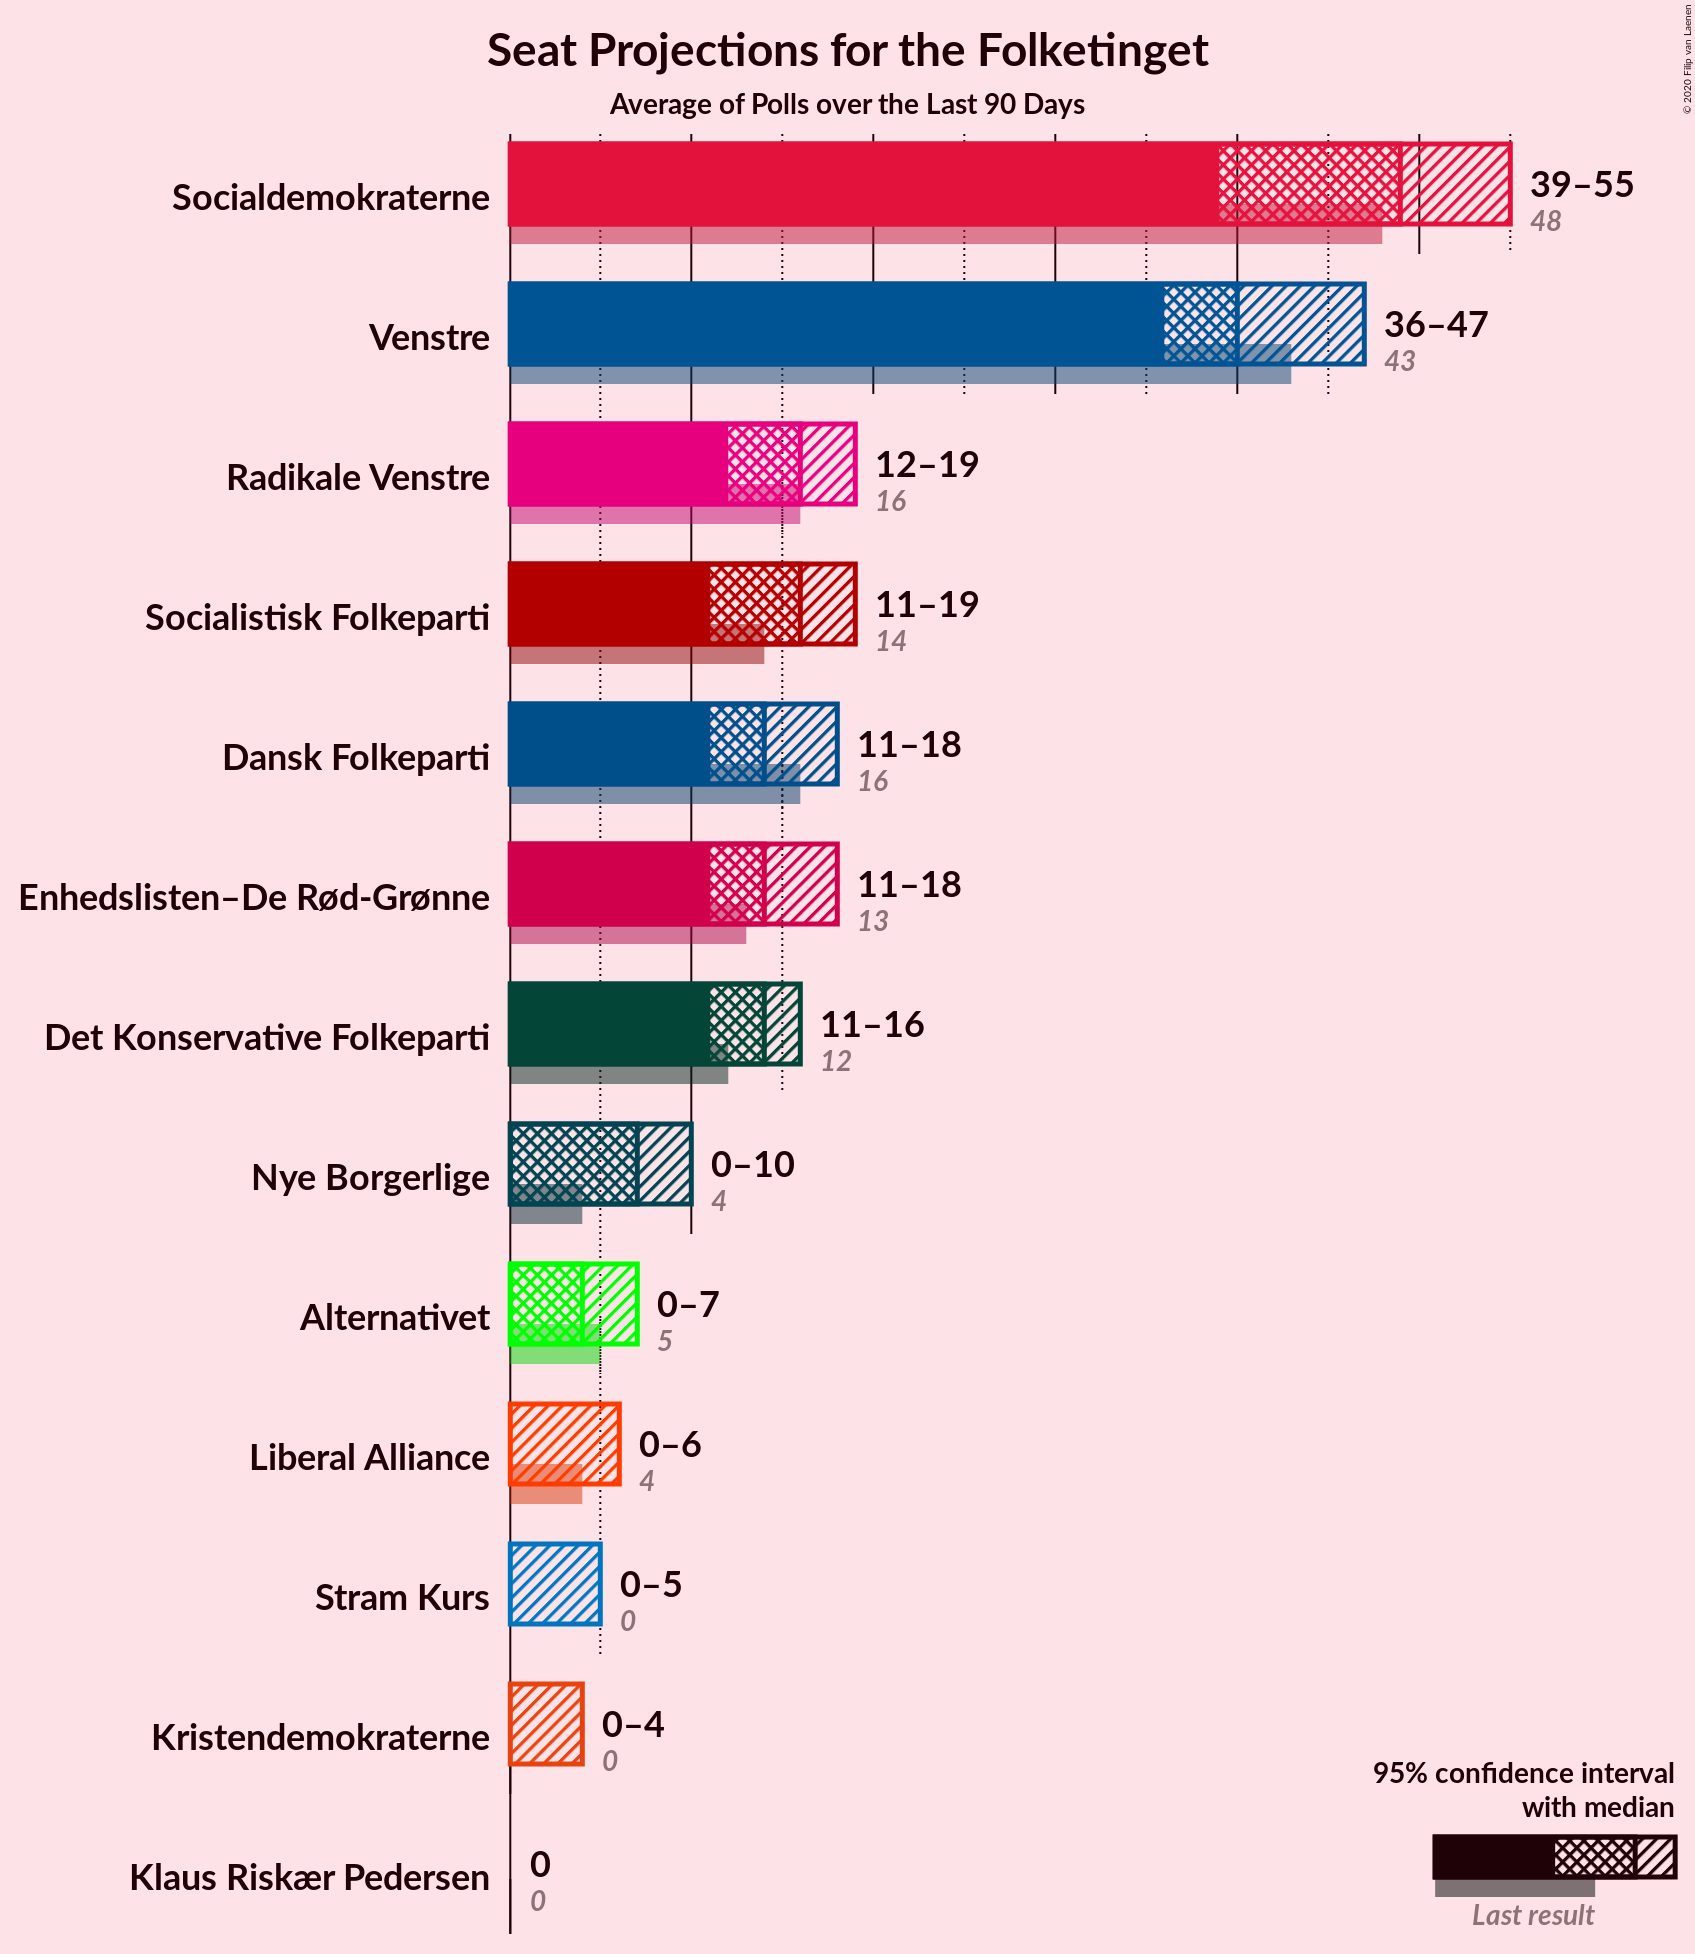 Seat Projections for the Folketinget
Average of Polls over the Last 90 Days
© 2020 Filip van Laenen
Socialdemokraterne
39–55
48
Venstre
36–47
43
Radikale Venstre
12–19
16
Socialistisk Folkeparti
11–19
14
Dansk Folkeparti
11–18
16
Enhedslisten–De Rød-Grønne
11–18
13
Det Konservative Folkeparti
11–16
12
Nye Borgerlige
0–10
4
Alternativet
0–7
5
Liberal Alliance
0–6
4
Stram Kurs
0–5
0
Kristendemokraterne
0–4
0
Klaus Riskær Pedersen
0
0
95% confidence interval
with median
Last result